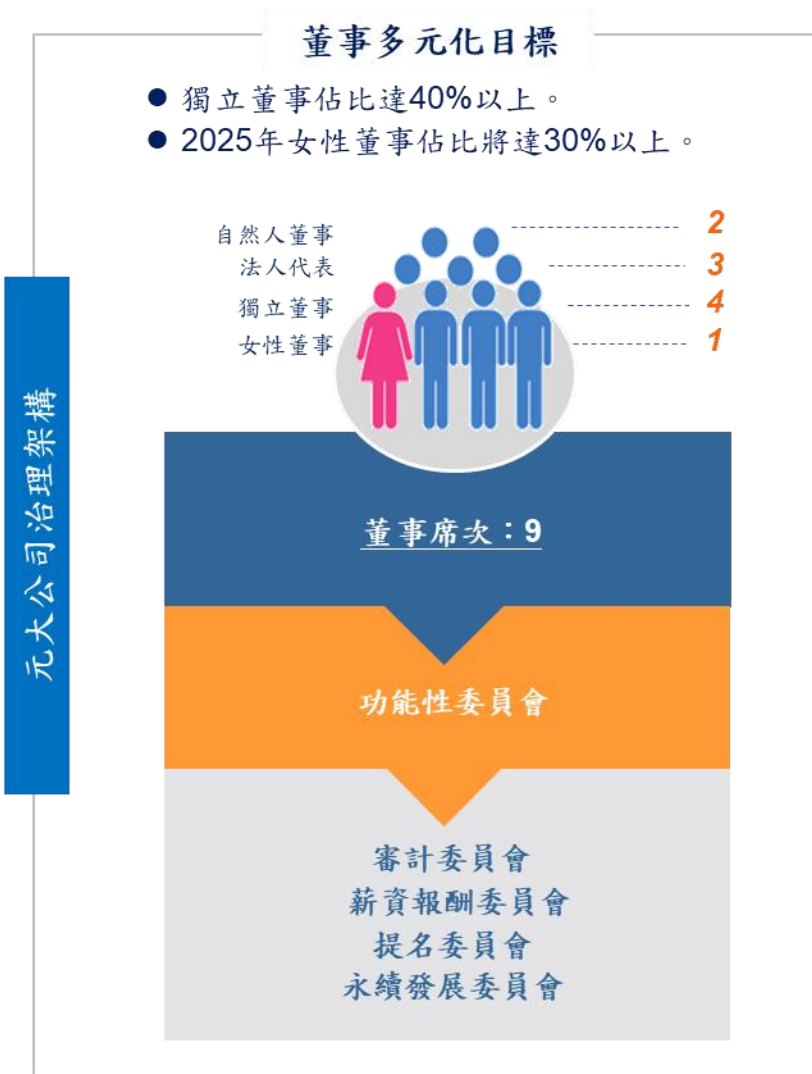 董事多元化目標
● 獨立董事佔比達40%以上。
● 2025年女性董事佔比將達30%以上。
自然人董事 2
法人代表 3
獨立董事 4
女性董事 1
元大公司治理架構
董事席次：9
功能性委員會
審計委員會
薪資報酬委員會
提名委員會
永續發展委員會